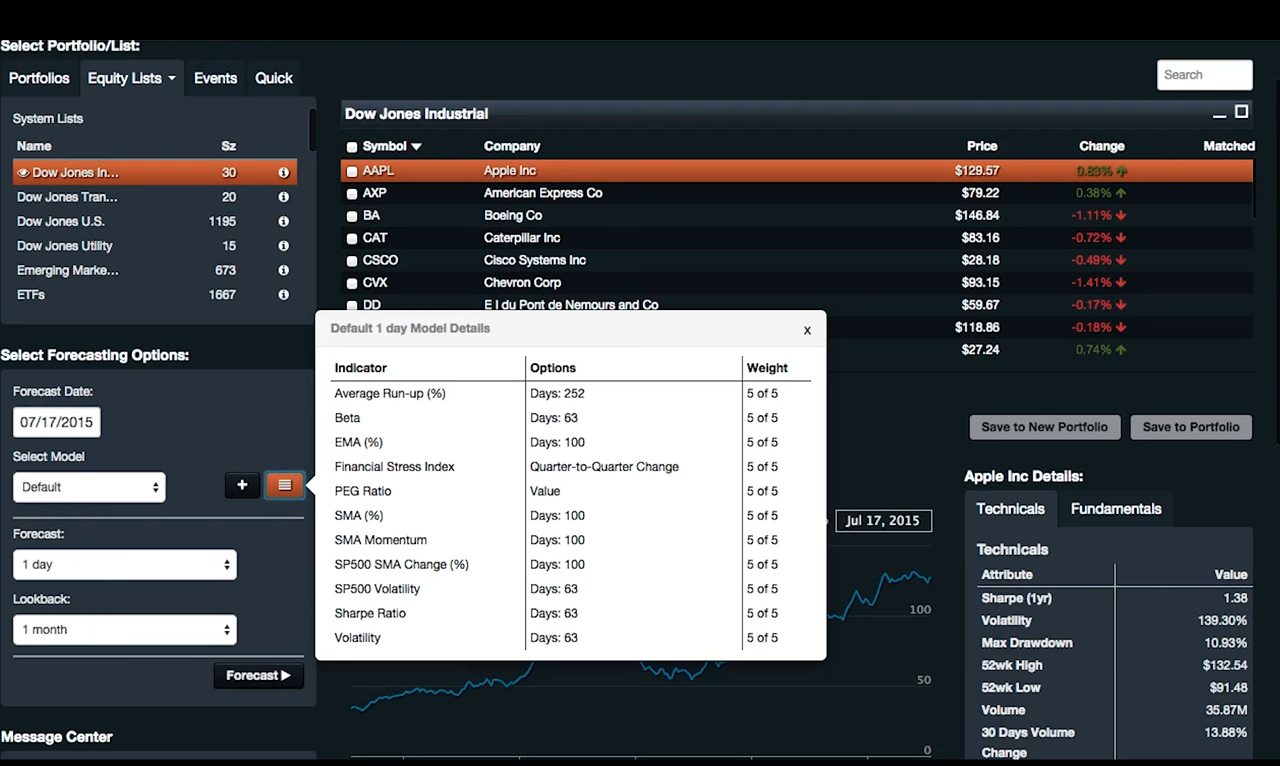 Select Portfolio/List:
Portfolios Equity Lists Events Quick
Search
System Lists
Name Sz
Dow Jones In... 30
Dow Jones Tran... 20
Dow Jones U.S. 1195
Dow Jones Utility 15
Emerging Marke... 673
ETFs 1667
Dow Jones Industrial
Symbol Company Price Change Matched
AAPL Apple Inc $129.57 0.83%
AXP American Express Co $79.22 0.38%
BA Boeing Co $146.84 -1.11%
CAT Caterpillar Inc $83.16 -0.72%
CSCO Cisco Systems Inc $28.18 -0.49%
CVX Chevron Corp $93.15 -1.41%
DD E I du Pont de Nemours and Co $59.67 -0.17%
$118.86 -0.18%
$27.24 0.74%
Select Forecasting Options:
Forecast Date:
07/17/2015
Select Model
Default
Forecast:
1 day
Lookback:
1 month
Forecast
Message Center
Default 1 day Model Details x
Indicator Options Weight
Average Run-up (%) Days: 252 5 of 5
Beta Days: 63 5 of 5
EMA (%) Days: 100 5 of 5
Financial Stress Index Quarter-to-Quarter Change 5 of 5
PEG Ratio Value 5 of 5
SMA (%) Days: 100 5 of 5
SMA Momentum Days: 100 5 of 5
SP500 SMA Change (%) Days: 100 5 of 5
SP500 Volatility Days: 63 5 of 5
Sharpe Ratio Days: 63 5 of 5
Volatility Days: 63 5 of 5
Save to New Portfolio Save to Portfolio
Jul 17, 2015
100
50
0
Apple Inc Details:
Technicals Fundamentals
Technicals
Attribute Value
Sharpe (1yr) 1.38
Volatility 139.30%
Max Drawdown 10.93%
52wk High $132.54
52wk Low $91.48
Volume 35.87M
30 Days Volume 13.88%
Change